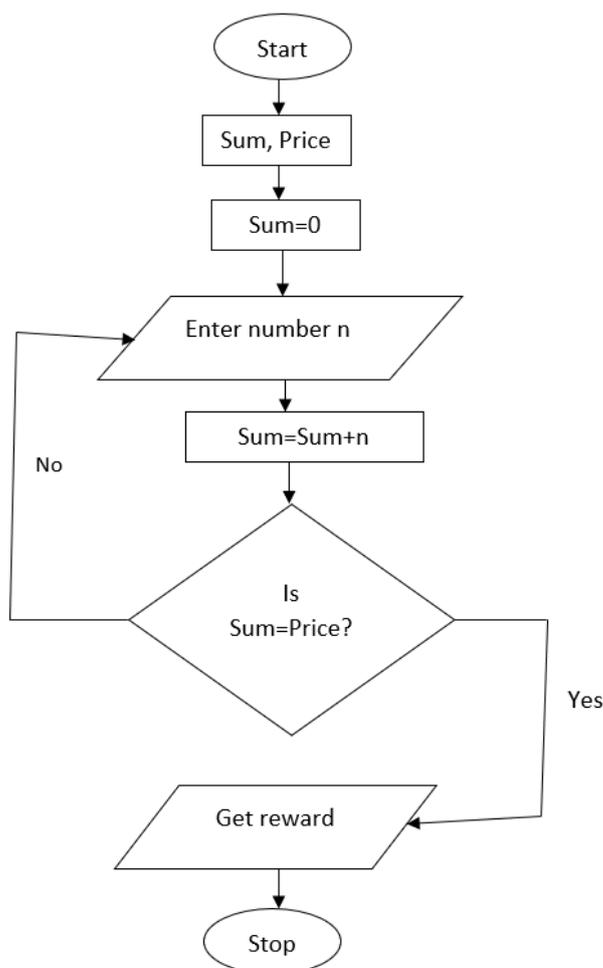 Start
Sum, Price
Sum=0
Enter number n
Sum=Sum+n
No
Is
Sum=Price?
Yes
Get reward
Stop